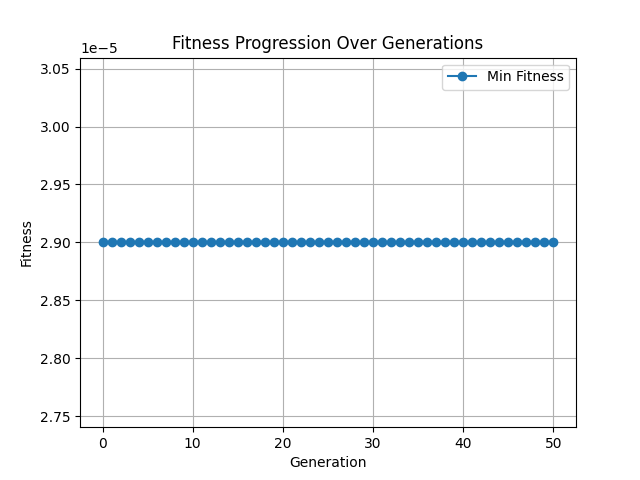 Fitness Progression Over Generations
1e−5
3.05
3.00
2.95
2.90
2.85
2.80
2.75
Fitness
Min Fitness
0 10 20 30 40 50
Generation